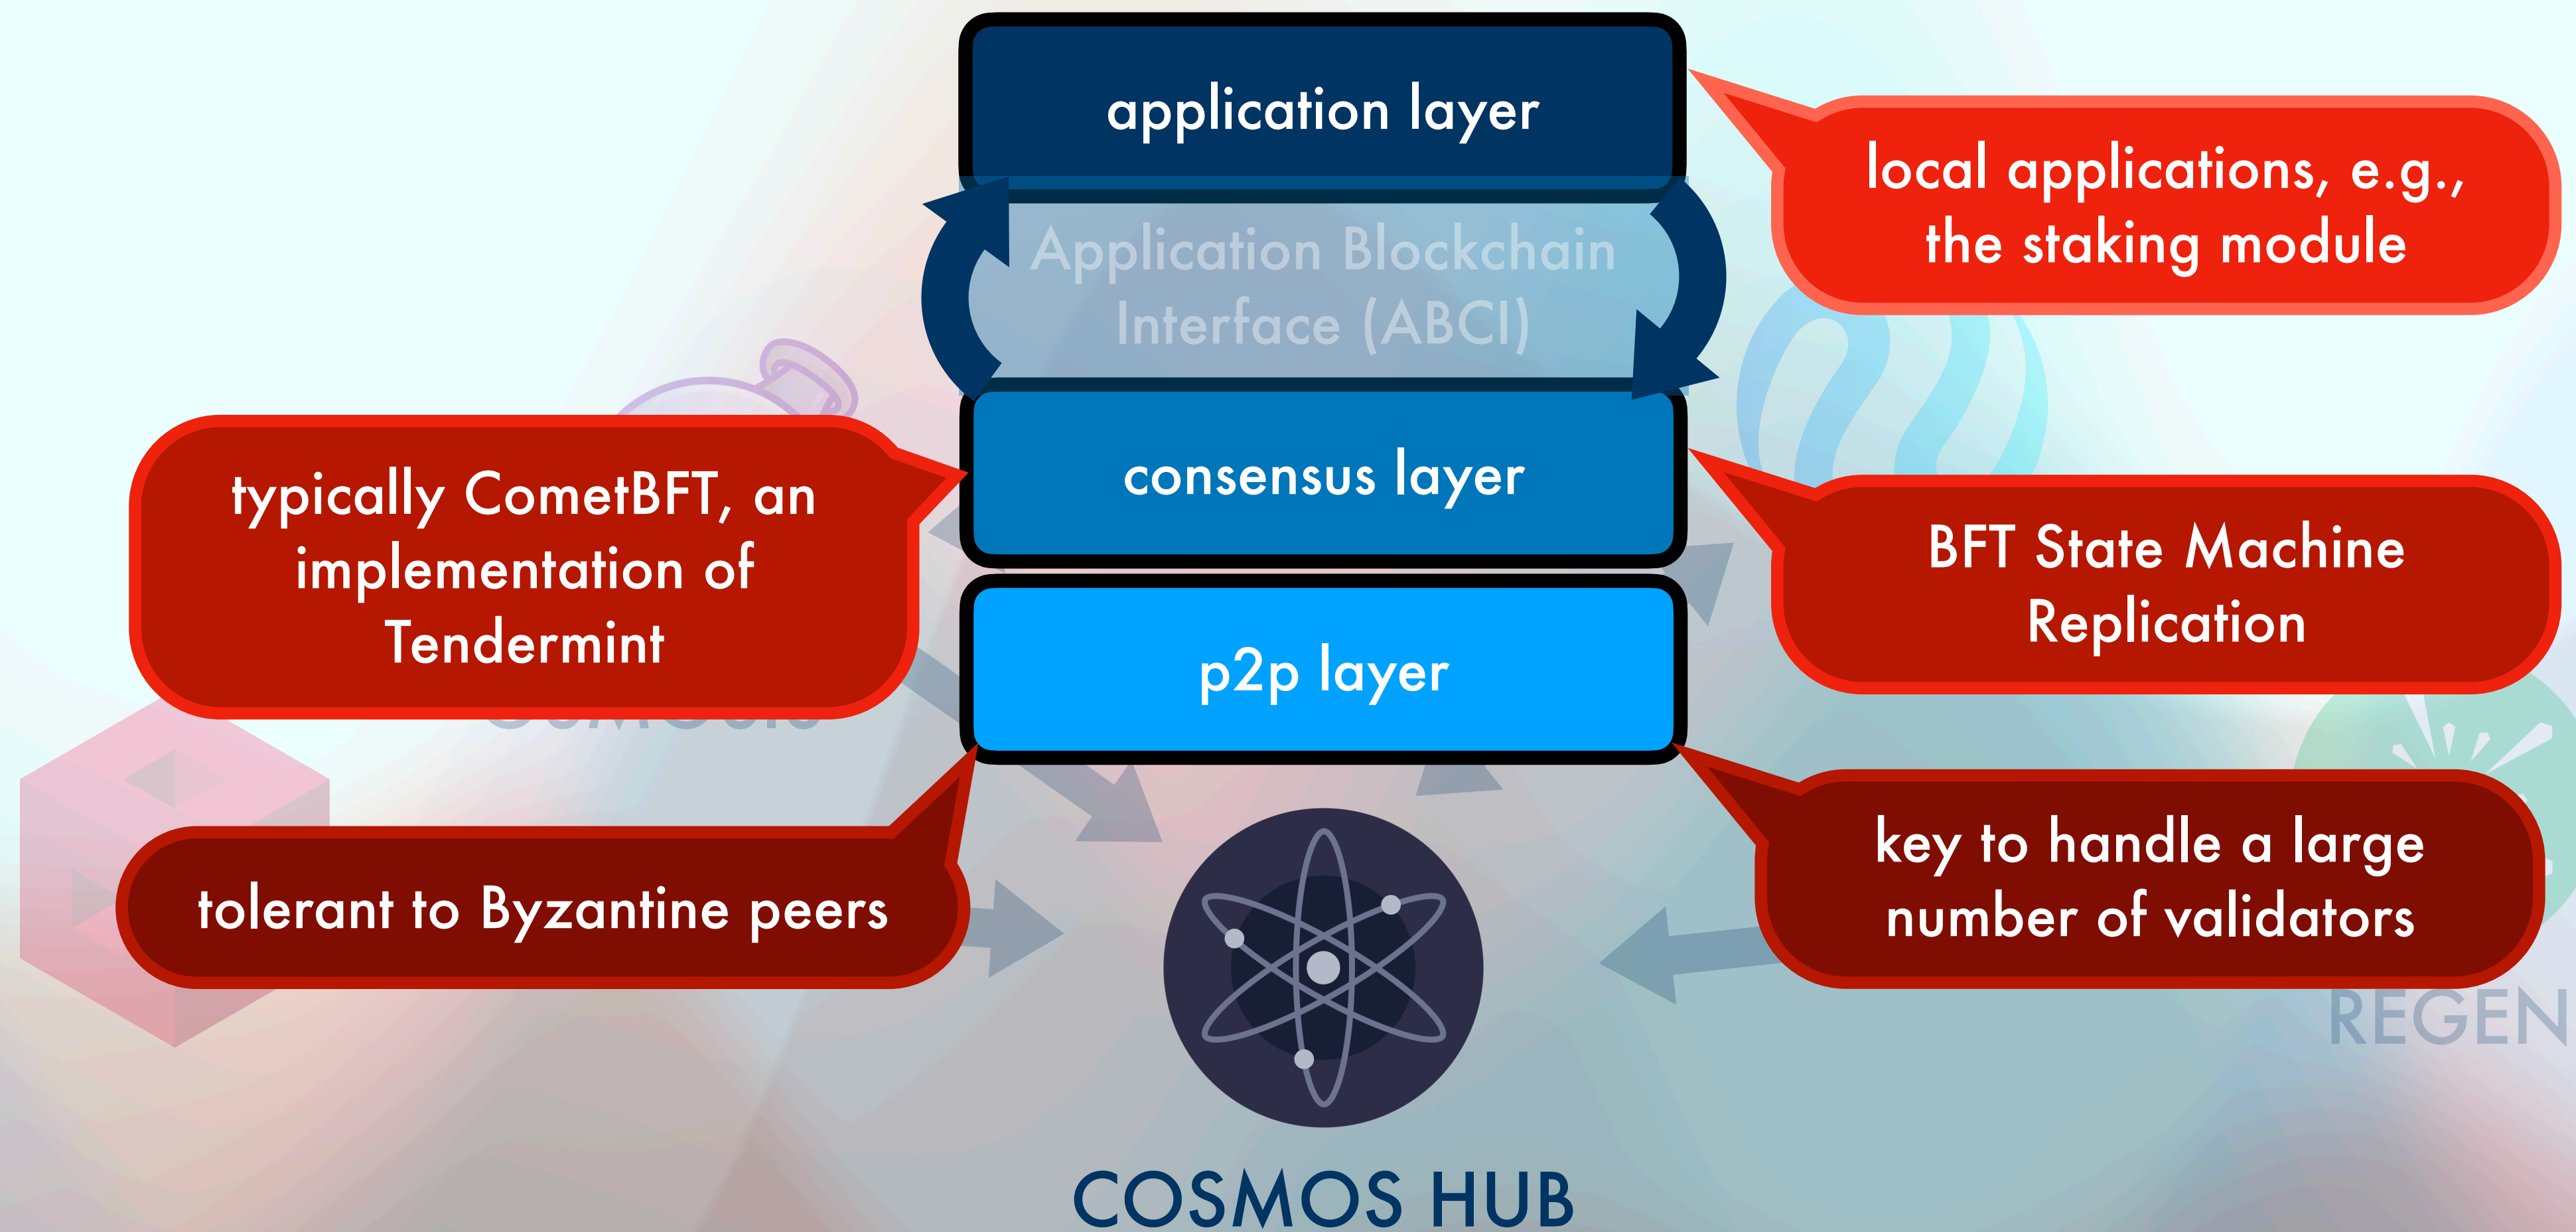 application layer
local applications, e.g.,
the staking module
Application Blockchain
Interface (ABCI)
typically CometBFT, an
implementation of
Tendermint
consensus layer
BFT State Machine
Replication
p2p layer
OSMOSIS
tolerant to Byzantine peers
key to handle a large
number of validators
REGEN
COSMOS HUB